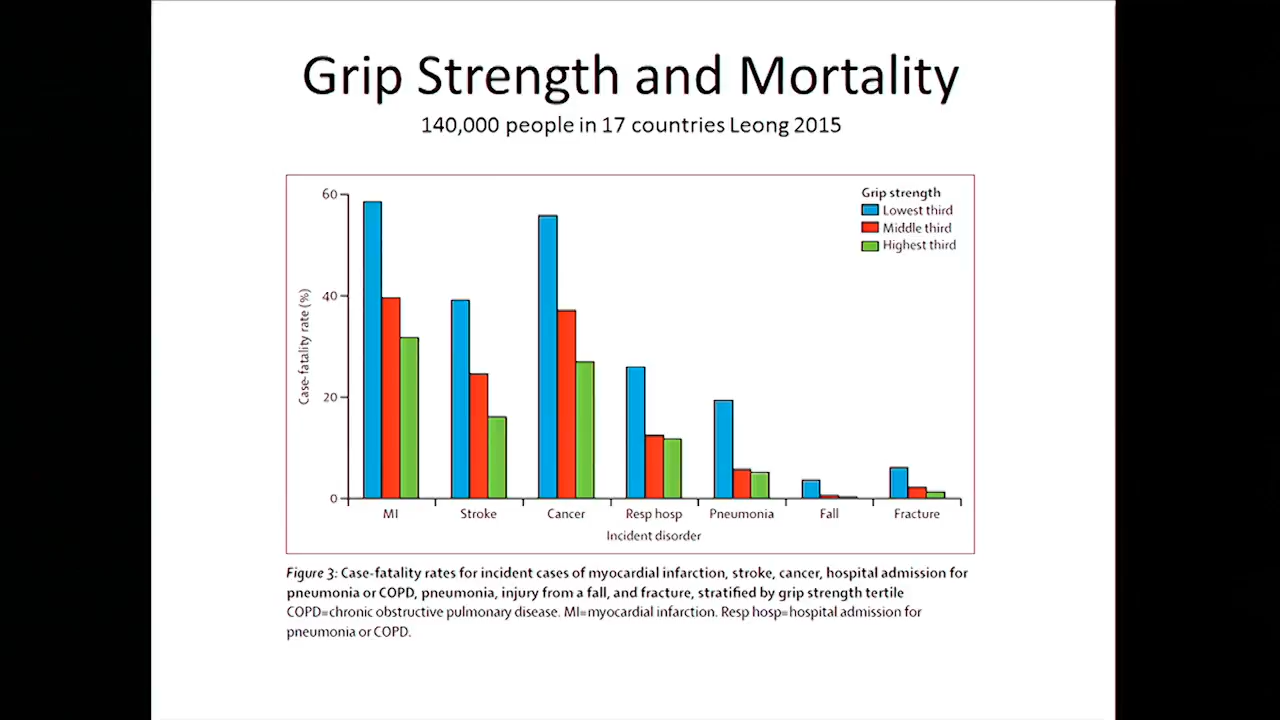 Grip Strength and Mortality
140,000 people in 17 countries Leong 2015
Grip strength
Lowest third
Middle third
Highest third
60
40
20
0
Case-fatality rate (%)
MI
Stroke
Cancer
Resp hosp
Pneumonia
Fall
Fracture
Incident disorder
Figure 3: Case-fatality rates for incident cases of myocardial infarction, stroke, cancer, hospital admission for
pneumonia or COPD, pneumonia, injury from a fall, and fracture, stratified by grip strength tertile
COPD=chronic obstructive pulmonary disease. MI=myocardial infarction. Resp hosp=hospital admission for
pneumonia or COPD.